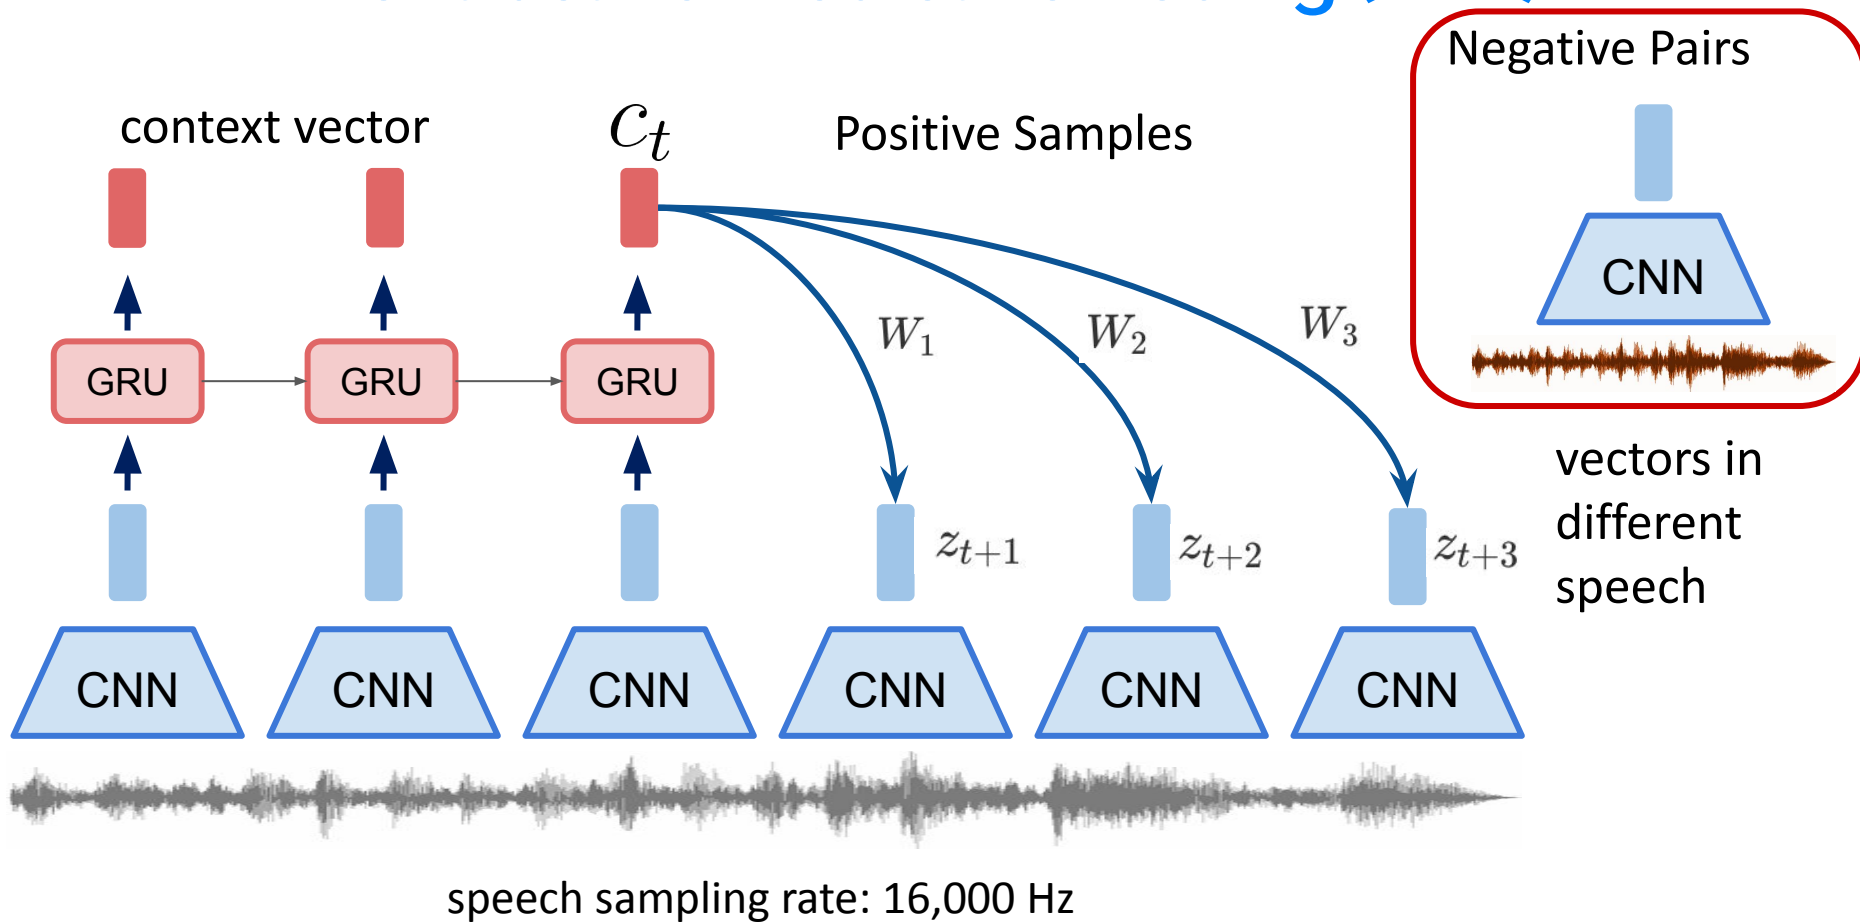 Negative Pairs
context vector
c_t
Positive Samples
CNN
W_1
W_2
W_3
GRU
GRU
GRU
vectors in
different
speech
z_{t+1}
z_{t+2}
z_{t+3}
CNN
CNN
CNN
CNN
CNN
CNN
speech sampling rate: 16,000 Hz